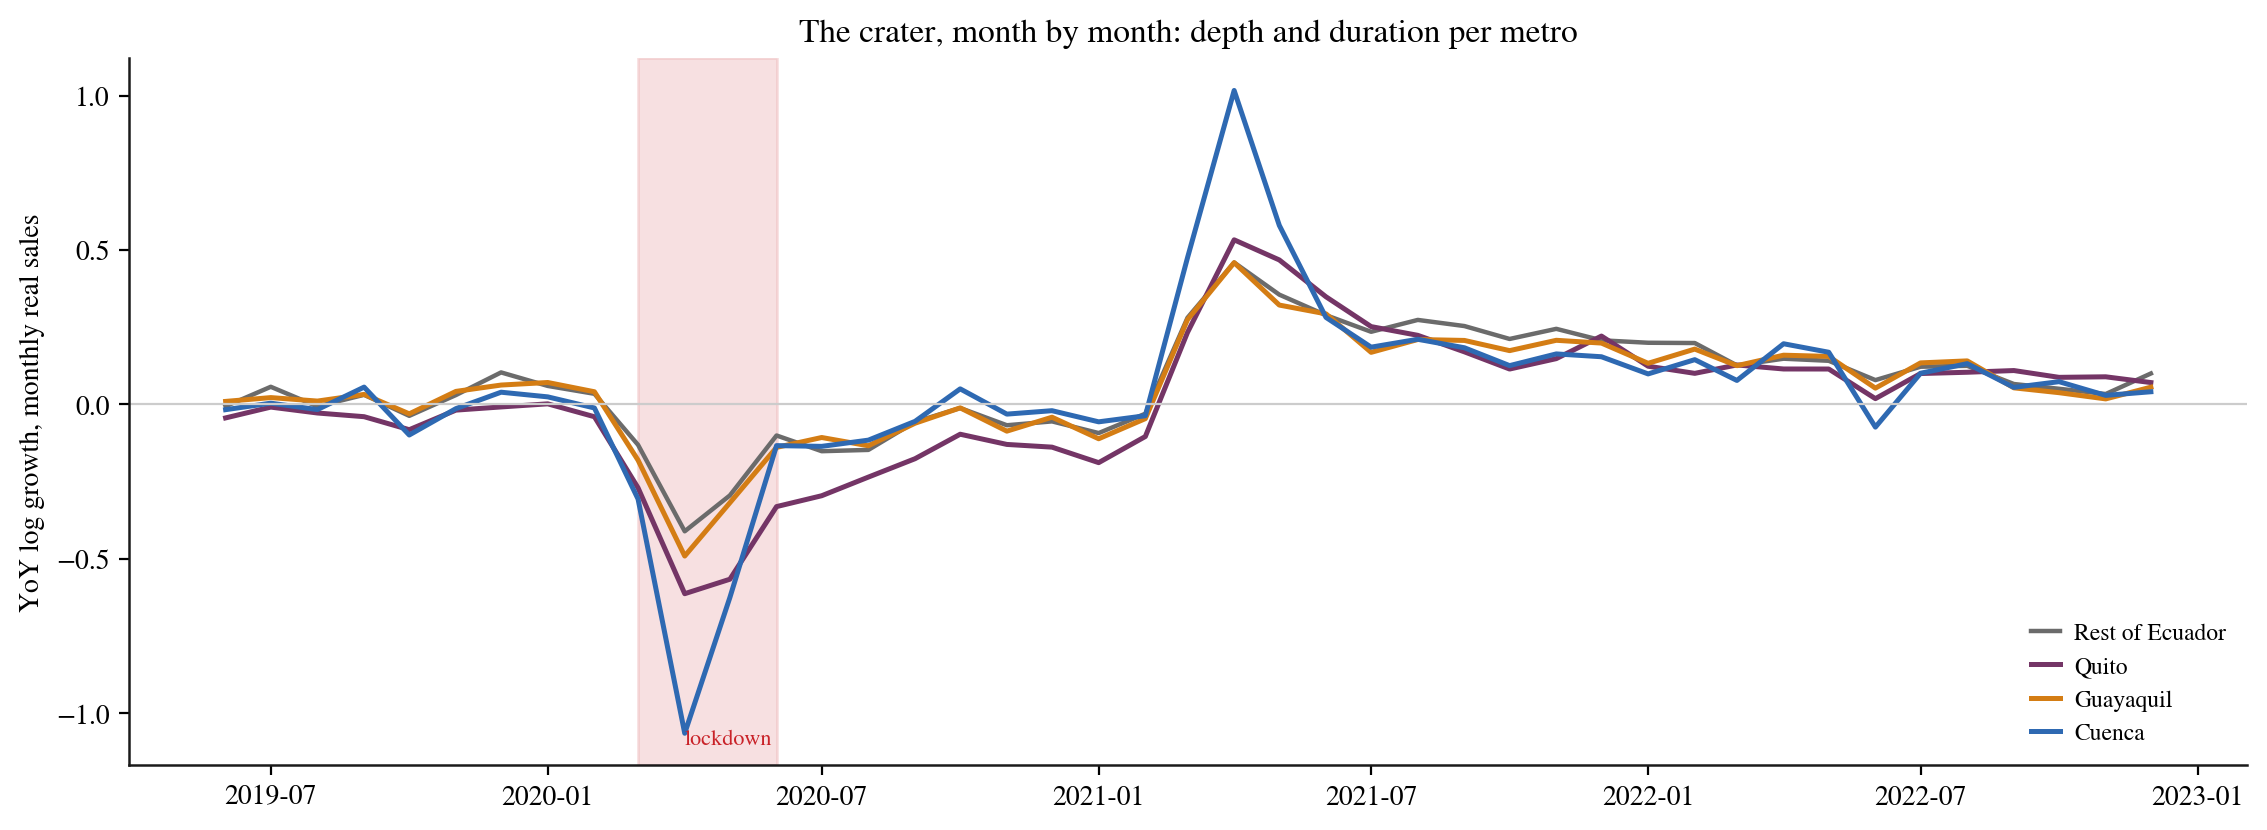 The crater, month by month: depth and duration per metro
YoY log growth, monthly real sales
1.0
0.5
0.0
−0.5
−1.0
lockdown
Rest of Ecuador
Quito
Guayaquil
Cuenca
2019-07
2020-01
2020-07
2021-01
2021-07
2022-01
2022-07
2023-01